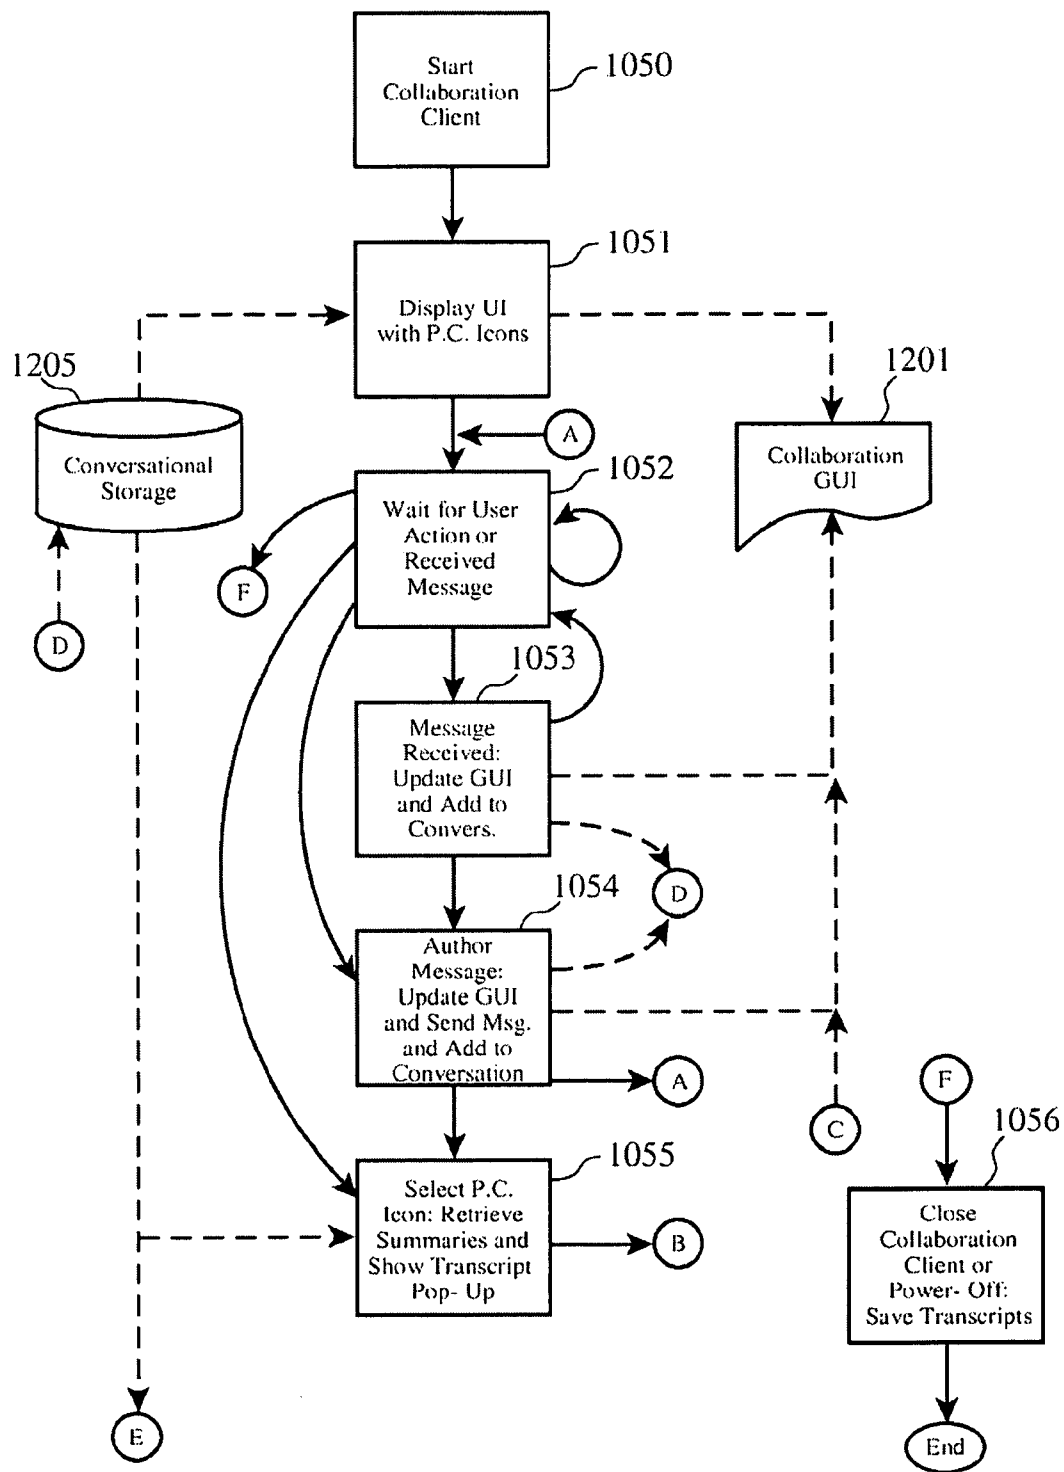 Start
Collaboration
Client
1050
1051
Display UI
with P.C. Icons
1205
Conversational
Storage
1201
Collaboration
GUI
A
1052
Wait for User
Action or
Received
Message
F
D
1053
Message
Received:
Update GUI
and Add to
Convers.
D
1054
Author
Message:
Update GUI
and Send Msg.
and Add to
Conversation
A
C
F
1055
Select P.C.
Icon: Retrieve
Summaries and
Show Transcript
Pop- Up
B
1056
Close
Collaboration
Client or
Power- Off:
Save Transcripts
E
End